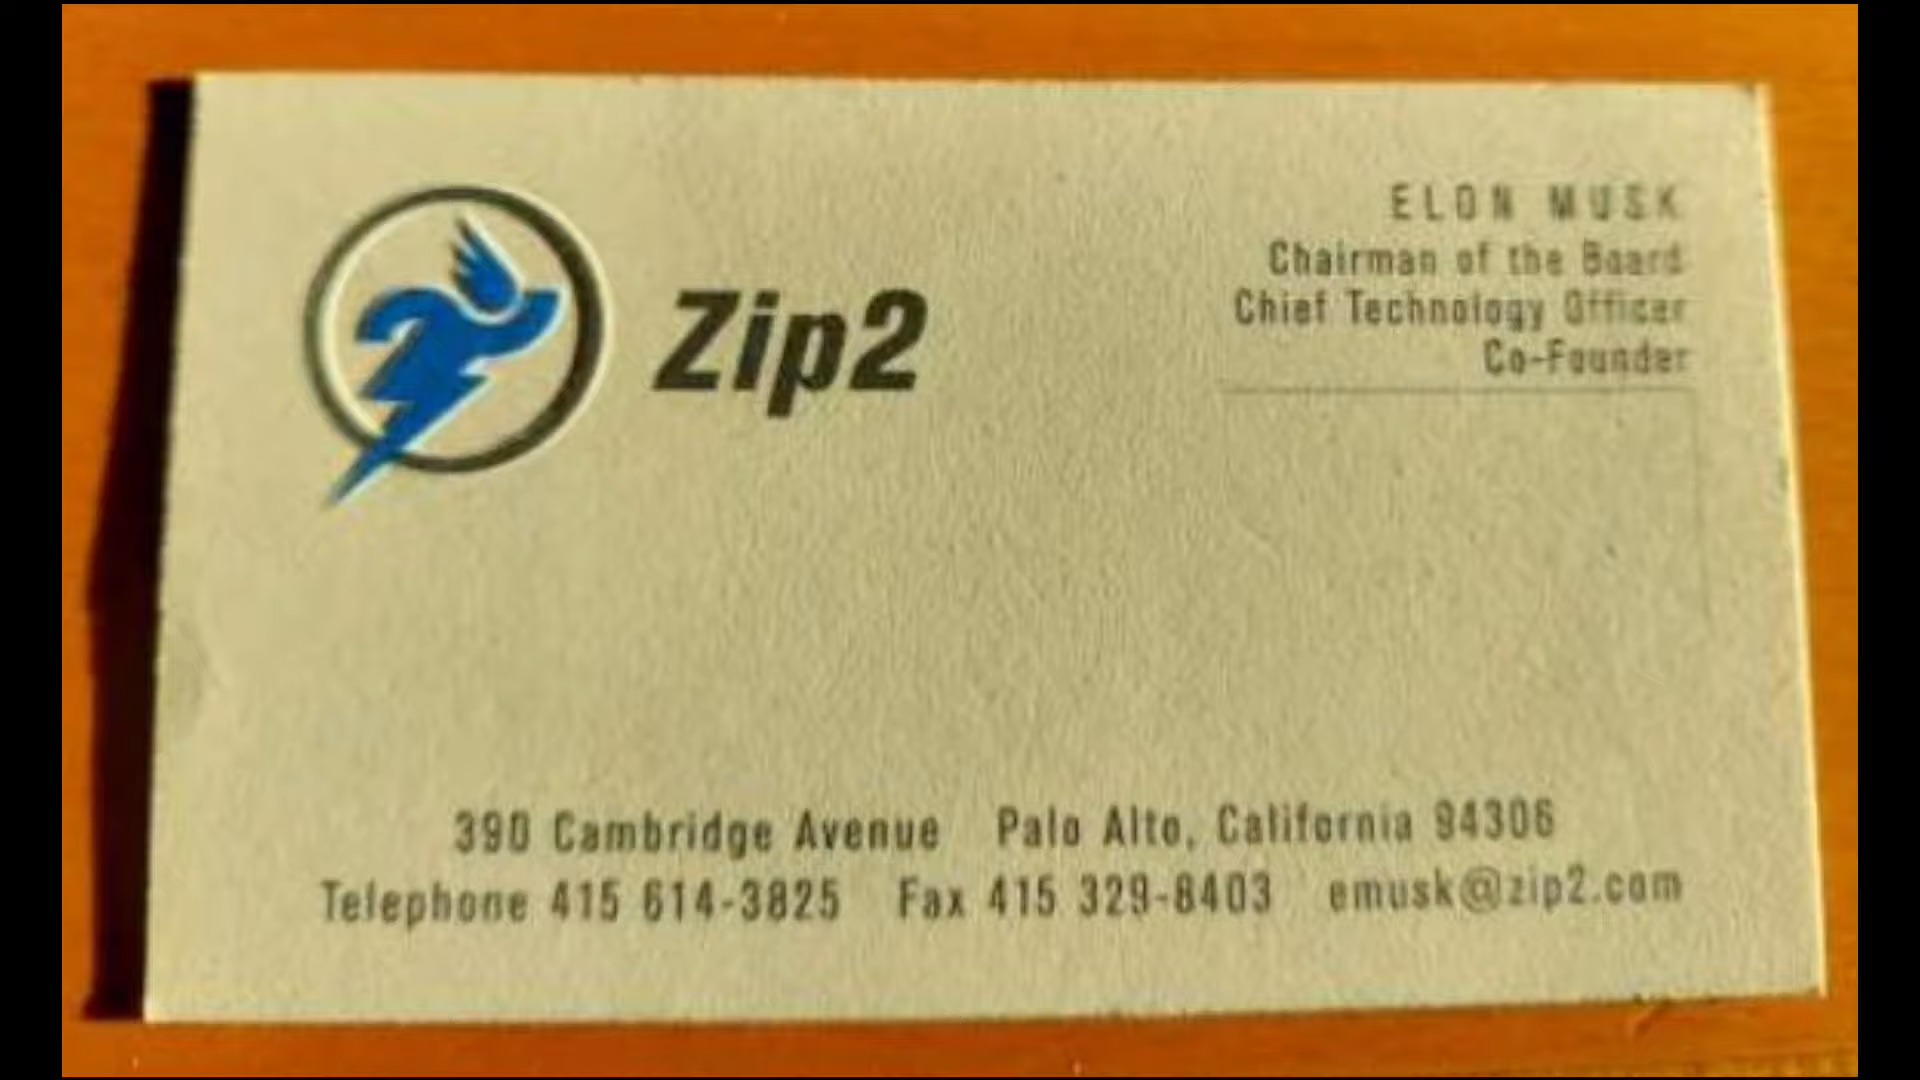 Zip2
ELON MUSK
Chairman of the Board
Chief Technology Officer
Co-Founder
390 Cambridge Avenue Palo Alto, California 94306
Telephone 415 614-3825 Fax 415 329-8403 emusk@zip2.com